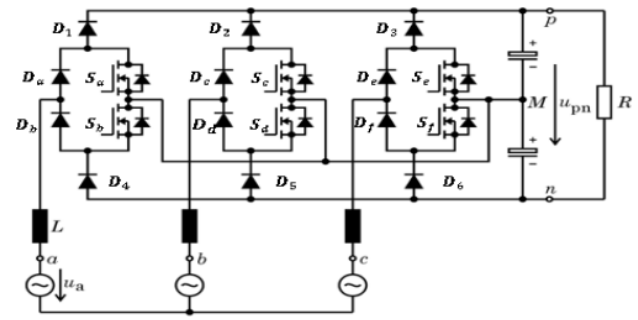 D1 D2 D3 p
+
Da Sa Dc Sc De Se −
M upn R
Db Sb Dd Sd Df Sf +
−
D4 D5 D6 n
L
a b c
ua